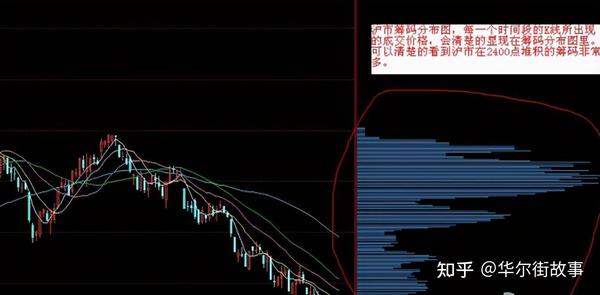 沪市筹码分布图，每一个时间段的K线所出现
的成交价格，会清楚的显现在筹码分布图里。
可以清楚的看到沪市在2400点堆积的筹码非常
多。
知乎 @华尔街故事